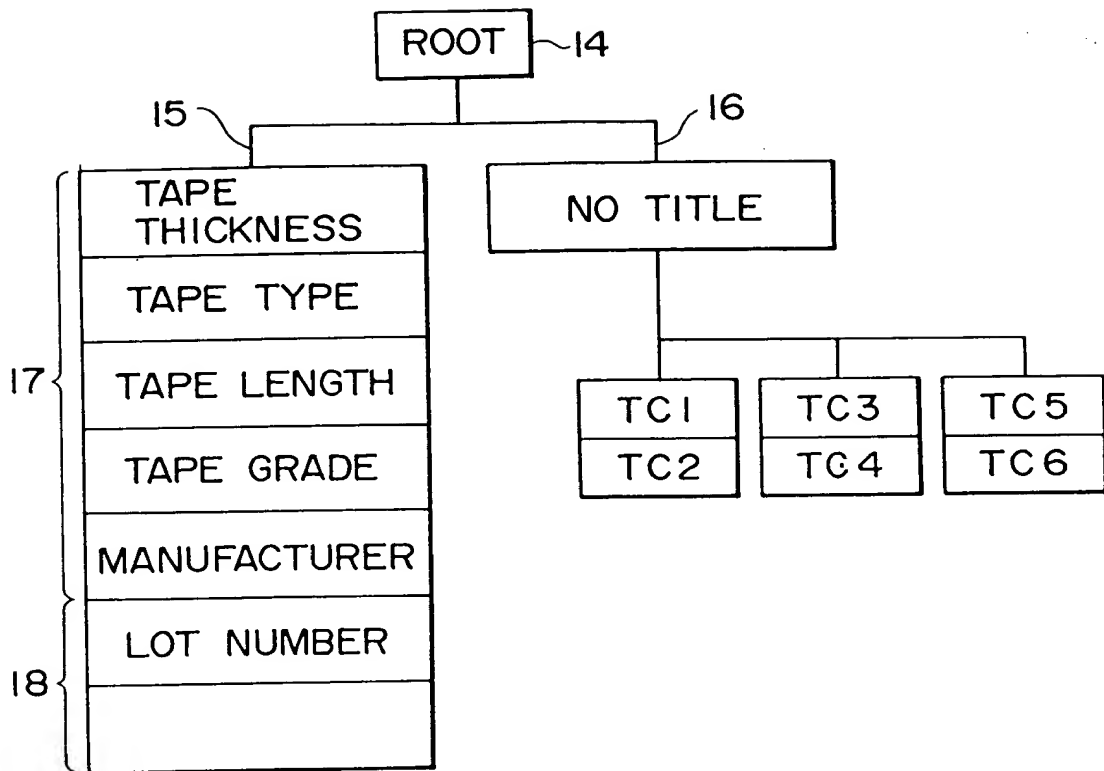 ROOT
14
15
16
TAPE
THICKNESS
TAPE TYPE
TAPE LENGTH
TAPE GRADE
MANUFACTURER
LOT NUMBER
17
18
NO TITLE
TC1
TC2
TC3
TC4
TC5
TC6